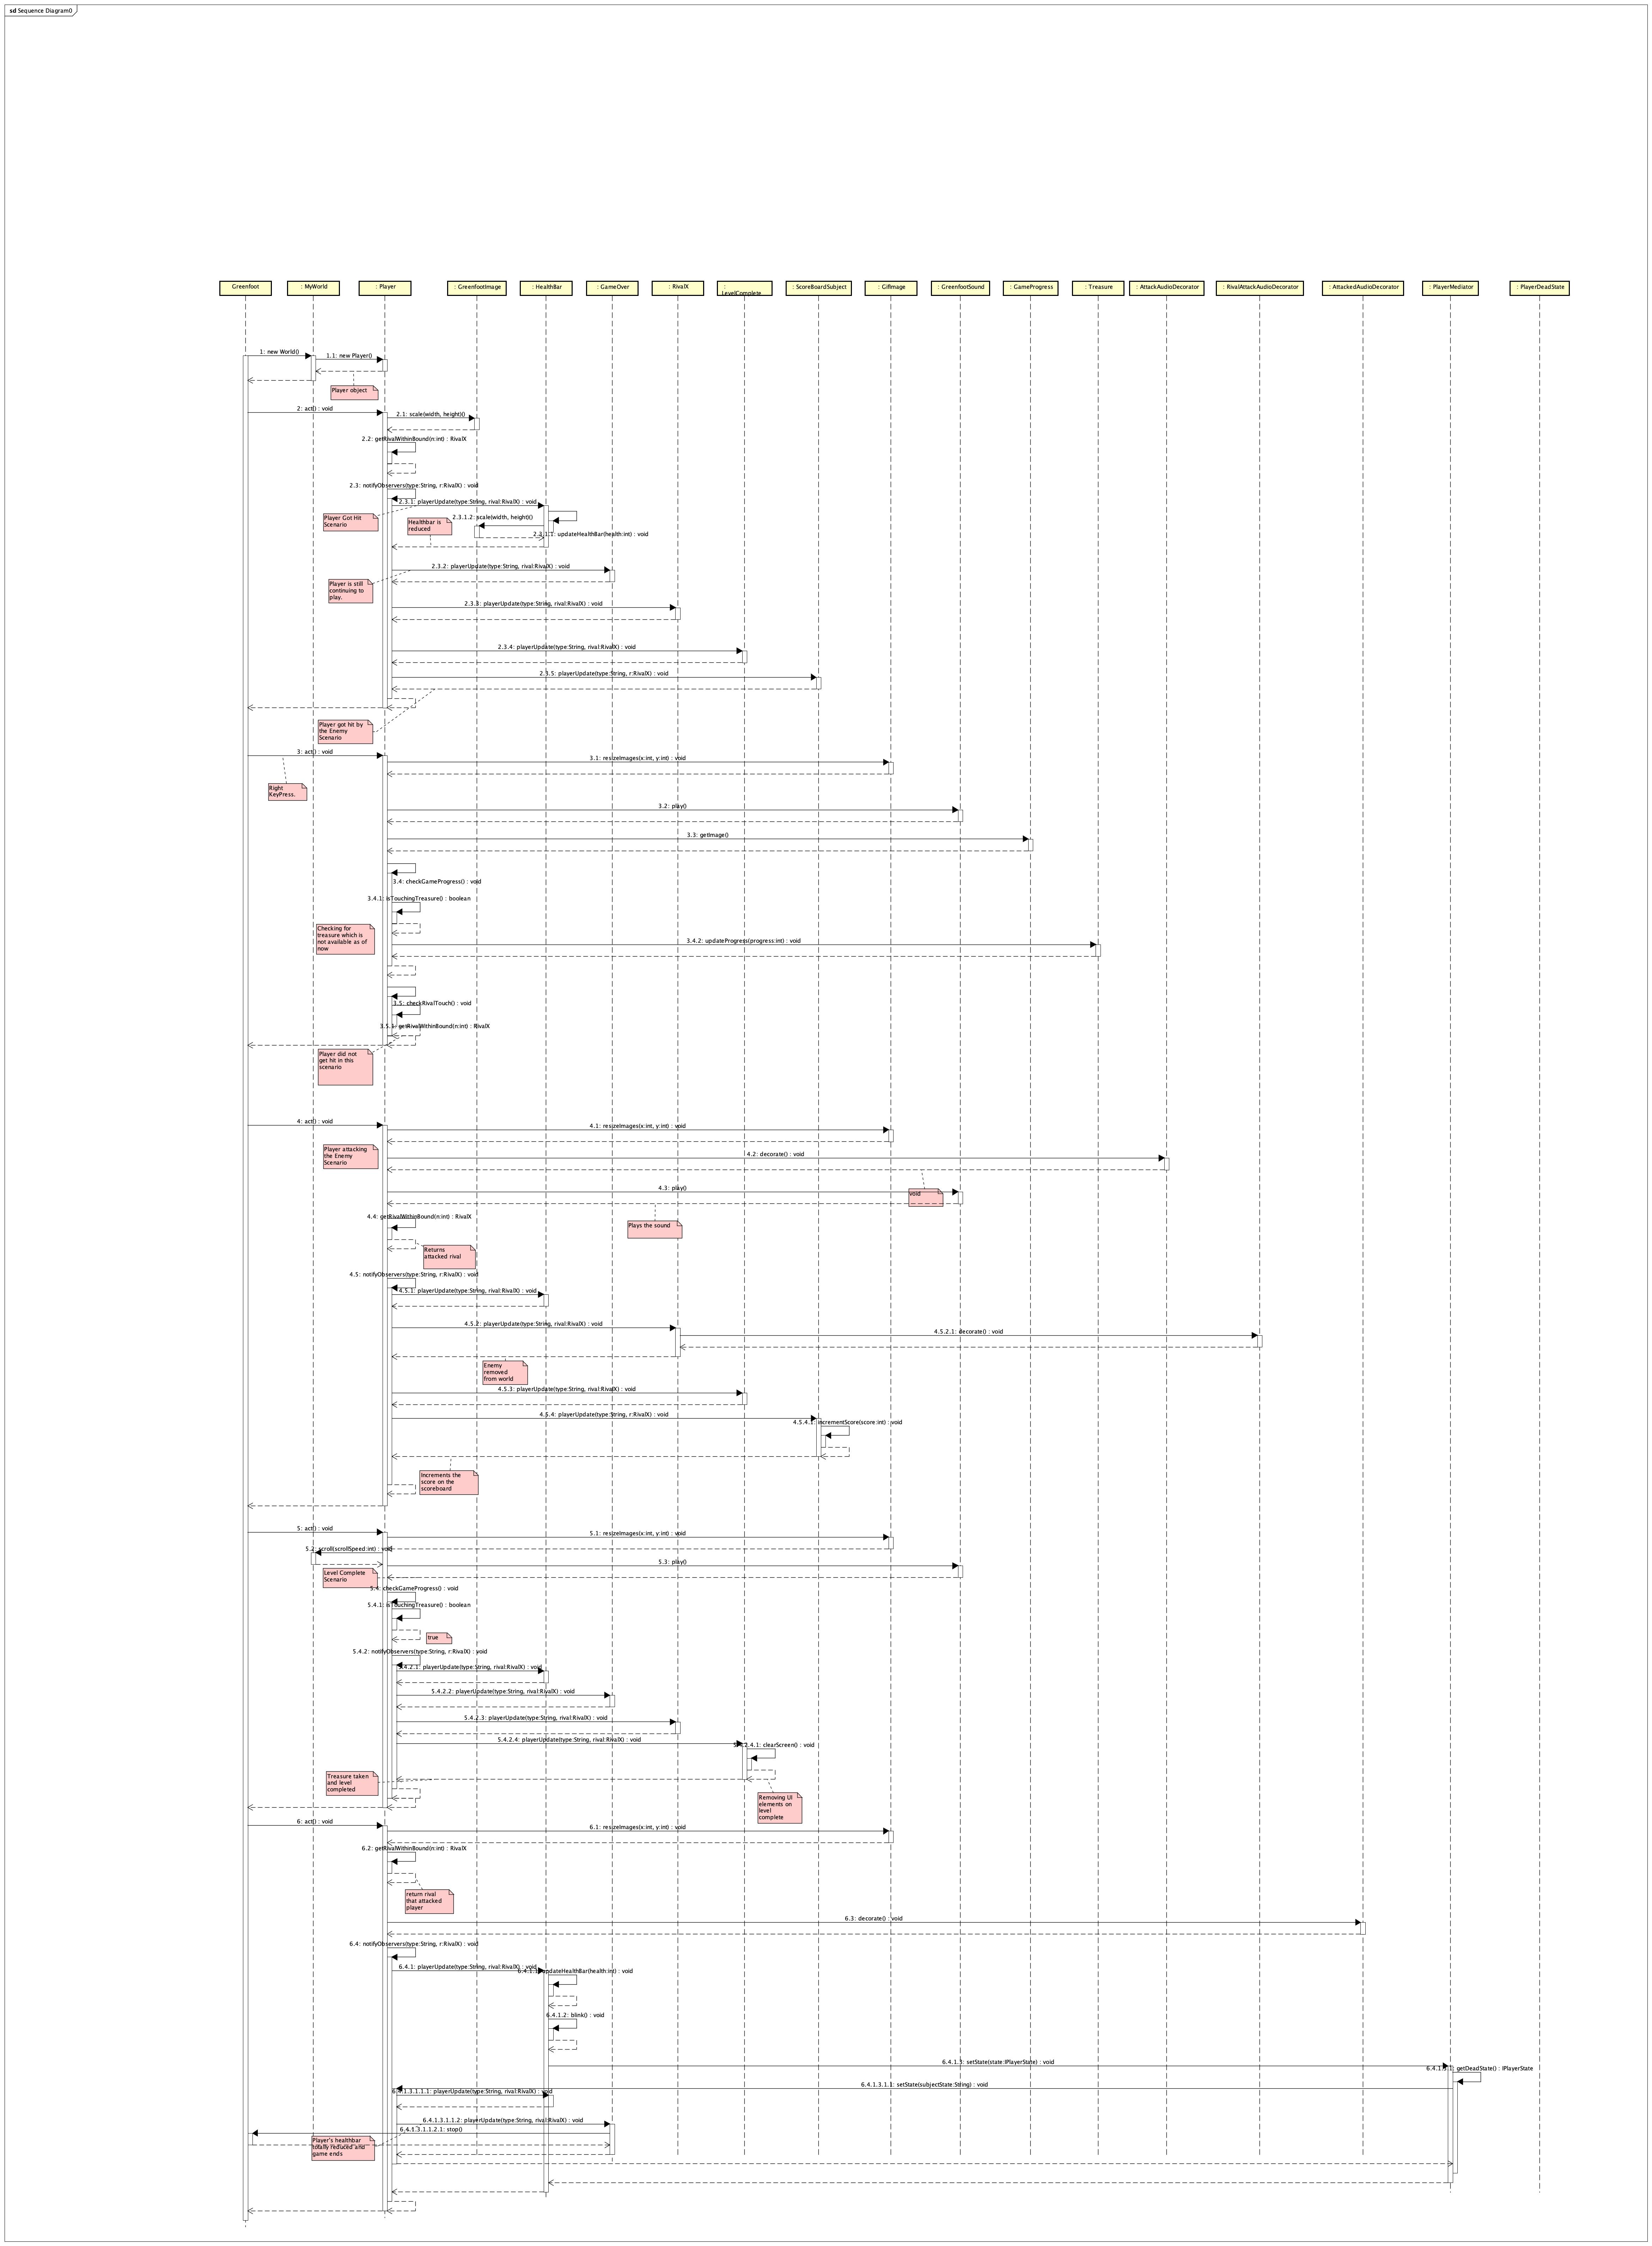 sd Sequence Diagram0
Greenfoot
: MyWorld
: Player
: GreenfootImage
: HealthBar
: GameOver
: RivalX
:
LevelComplete
: ScoreBoardSubject
: GifImage
: GreenfootSound
: GameProgress
: Treasure
: AttackAudioDecorator
: RivalAttackAudioDecorator
: AttackedAudioDecorator
: PlayerMediator
: PlayerDeadState
1: new World()
1.1: new Player()
Player object
2: act() : void
2.1: scale(width, height)()
2.2: getRivalWithinBound(n:int) : RivalX
2.3: notifyObservers(type:String, r:RivalX) : void
2.3.1: playerUpdate(type:String, rival:RivalX) : void
Player Got Hit
Scenario
Healthbar is
reduced
2.3.1.2: scale(width, height)()
2.3.1.1: updateHealthBar(health:int) : void
2.3.2: playerUpdate(type:String, rival:RivalX) : void
Player is still
continuing to
play.
2.3.3: playerUpdate(type:String, rival:RivalX) : void
2.3.4: playerUpdate(type:String, rival:RivalX) : void
2.3.5: playerUpdate(type:String, r:RivalX) : void
Player got hit by
the Enemy
Scenario
3: act() : void
3.1: resizeImages(x:int, y:int) : void
Right
KeyPress.
3.2: play()
3.3: getImage()
3.4: checkGameProgress() : void
3.4.1: isTouchingTreasure() : boolean
Checking for
treasure which is
not available as of
now
3.4.2: updateProgress(progress:int) : void
3.5: checkRivalTouch() : void
3.5.1: getRivalWithinBound(n:int) : RivalX
Player did not
get hit in this
scenario
4: act() : void
4.1: resizeImages(x:int, y:int) : void
Player attacking
the Enemy
Scenario
4.2: decorate() : void
4.3: play()
void
4.4: getRivalWithinBound(n:int) : RivalX
Plays the sound
Returns
attacked rival
4.5: notifyObservers(type:String, r:RivalX) : void
4.5.1: playerUpdate(type:String, rival:RivalX) : void
4.5.2: playerUpdate(type:String, rival:RivalX) : void
4.5.2.1: decorate() : void
Enemy
removed
from world
4.5.3: playerUpdate(type:String, rival:RivalX) : void
4.5.4: playerUpdate(type:String, r:RivalX) : void
4.5.4.1: incrementScore(score:int) : void
Increments the
score on the
scoreboard
5: act() : void
5.1: resizeImages(x:int, y:int) : void
5.2: scroll(scrollSpeed:int) : void
5.3: play()
Level Complete
Scenario
5.4: checkGameProgress() : void
5.4.1: isTouchingTreasure() : boolean
true
5.4.2: notifyObservers(type:String, r:RivalX) : void
5.4.2.1: playerUpdate(type:String, rival:RivalX) : void
5.4.2.2: playerUpdate(type:String, rival:RivalX) : void
5.4.2.3: playerUpdate(type:String, rival:RivalX) : void
5.4.2.4: playerUpdate(type:String, rival:RivalX) : void
5.4.2.4.1: clearScreen() : void
Treasure taken
and level
completed
Removing UI
elements on
level
complete
6: act() : void
6.1: resizeImages(x:int, y:int) : void
6.2: getRivalWithinBound(n:int) : RivalX
return rival
that attacked
player
6.3: decorate() : void
6.4: notifyObservers(type:String, r:RivalX) : void
6.4.1: playerUpdate(type:String, rival:RivalX) : void
6.4.1.1: updateHealthBar(health:int) : void
6.4.1.2: blink() : void
6.4.1.3: setState(state:IPlayerState) : void
6.4.1.3.1: getDeadState() : IPlayerState
6.4.1.3.1.1: setState(subjectState:String) : void
6.4.1.3.1.1.1: playerUpdate(type:String, rival:RivalX) : void
6.4.1.3.1.1.2: playerUpdate(type:String, rival:RivalX) : void
6.4.1.3.1.1.2.1: stop()
Player's healthbar
totally reduced and
game ends